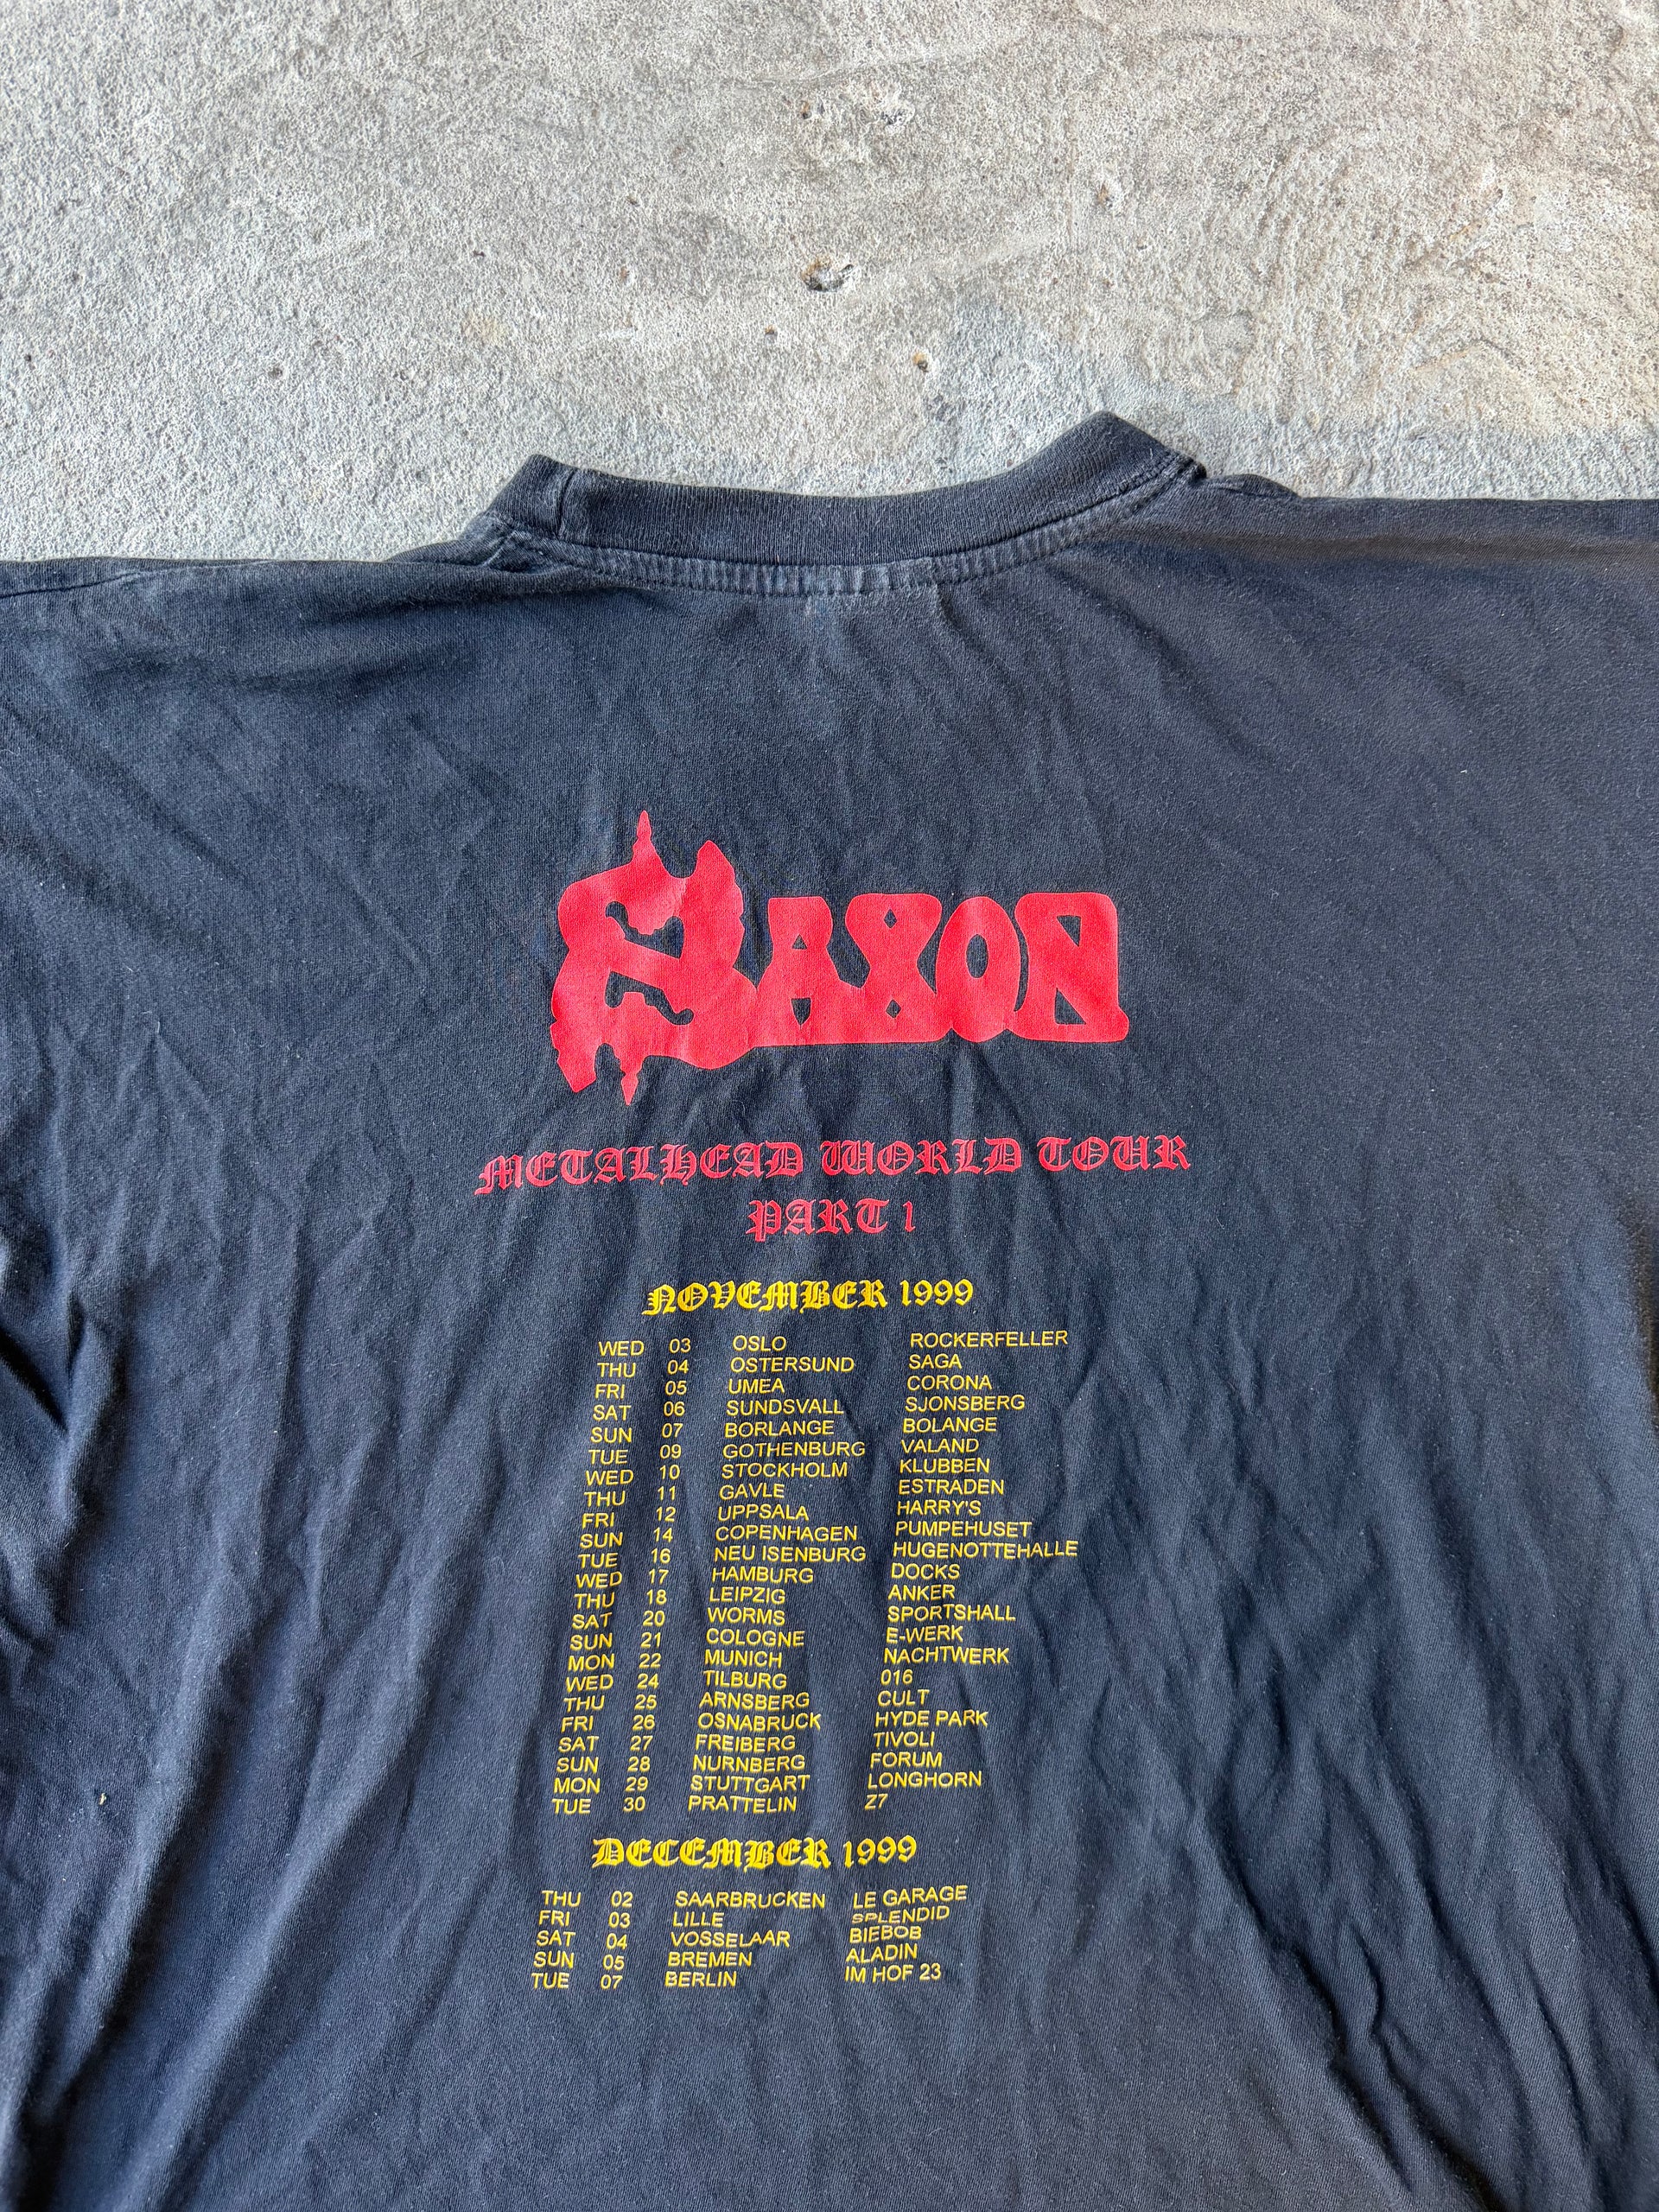 SAXON
METALHEAD WORLD TOUR
PART 1
NOVEMBER 1999
WED 03 OSLO ROCKERFELLER
THU 04 OSTERSUND SAGA
FRI 05 UMEA CORONA
SAT 06 SUNDSVALL SJONSBERG
SUN 07 BORLANGE BOLANGE
TUE 09 GOTHENBURG VALAND
WED 10 STOCKHOLM KLUBBEN
THU 11 GAVLE ESTRADEN
FRI 12 UPPSALA HARRY'S
SUN 14 COPENHAGEN PUMPEHUSET
TUE 16 NEU ISENBURG HUGENOTTEHALLE
WED 17 HAMBURG DOCKS
THU 18 LEIPZIG ANKER
SAT 20 WORMS SPORTSHALL
SUN 21 COLOGNE E-WERK
MON 22 MUNICH NACHTWERK
WED 24 TILBURG 016
THU 25 ARNSBERG CULT
FRI 26 OSNABRUCK HYDE PARK
SAT 27 FREIBERG TIVOLI
SUN 28 NURNBERG FORUM
MON 29 STUTTGART LONGHORN
TUE 30 PRATTELIN Z7
DECEMBER 1999
THU 02 SAARBRUCKEN LE GARAGE
FRI 03 LILLE SPLENDID
SAT 04 VOSSELAAR BIEBOB
SUN 05 BREMEN ALADIN
TUE 07 BERLIN IM HOF 23